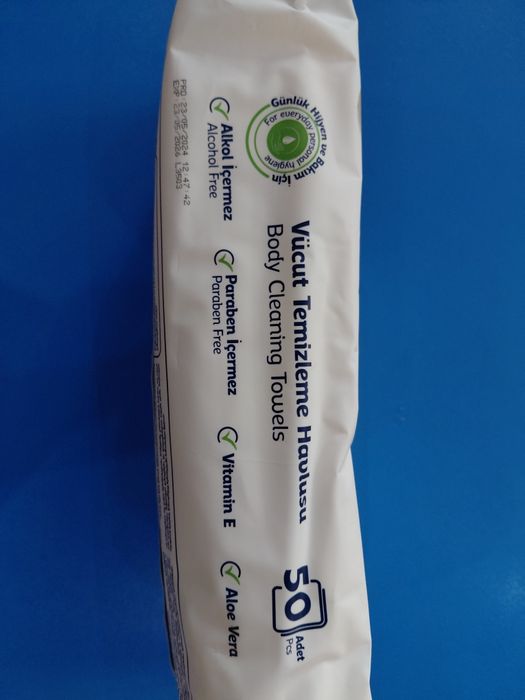 Günlük Hijyen ve Bakım İçin
For everyday personal hygiene
Vücut Temizleme Havlusu
Body Cleaning Towels
50
Adet
Pcs
Alkol İçermez
Alcohol Free
Paraben İçermez
Paraben Free
Vitamin E
Aloe Vera
PRD 23/05/2024 12:47:42
EXP 23/05/2026 L3503